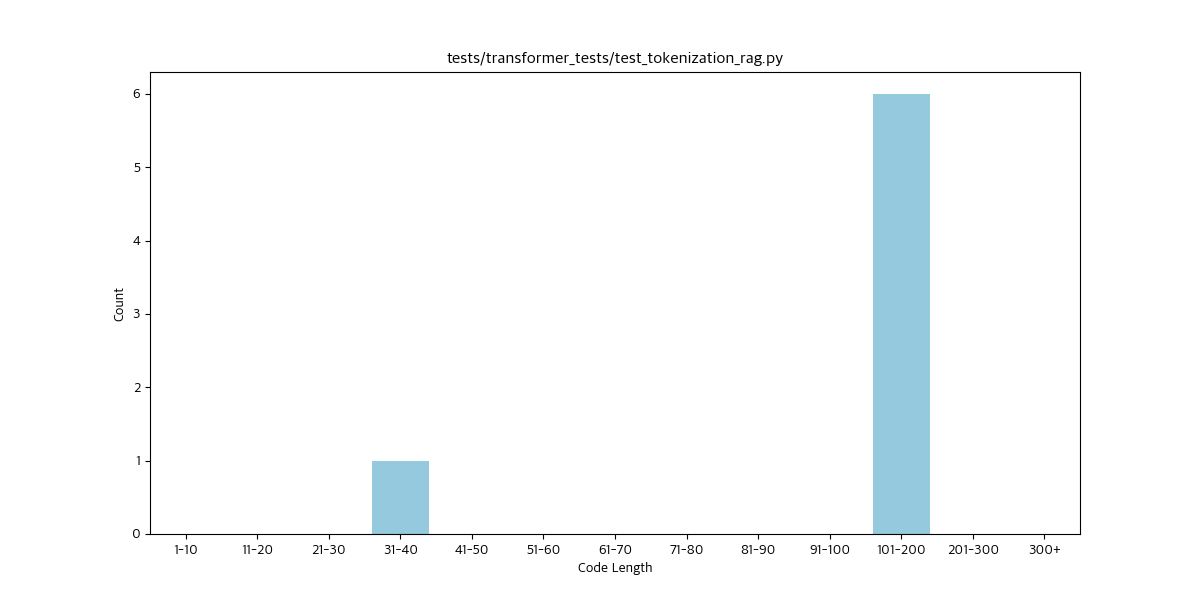 tests/transformer_tests/test_tokenization_rag.py
6
5
4
3
2
1
0
Count
1-10 11-20 21-30 31-40 41-50 51-60 61-70 71-80 81-90 91-100 101-200 201-300 300+
Code Length